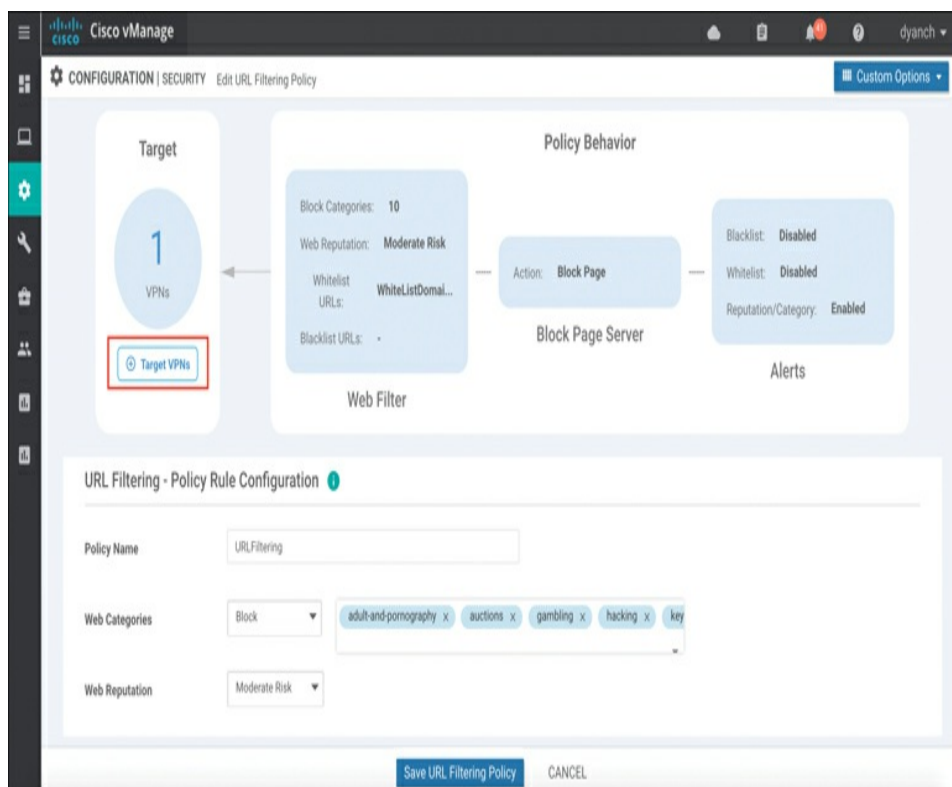 CISCO Cisco vManage 41 dyanch
CONFIGURATION | SECURITY Edit URL Filtering Policy Custom Options
Target
1
VPNs
Target VPNs
Policy Behavior
Block Categories: 10
Web Reputation: Moderate Risk
Whitelist URLs: WhiteListDomai...
Blacklist URLs: -
Web Filter
Action: Block Page
Block Page Server
Blacklist: Disabled
Whitelist: Disabled
Reputation/Category: Enabled
Alerts
URL Filtering - Policy Rule Configuration
Policy Name URLFiltering
Web Categories Block adult-and-pornography x auctions x gambling x hacking x key
Web Reputation Moderate Risk
Save URL Filtering Policy CANCEL